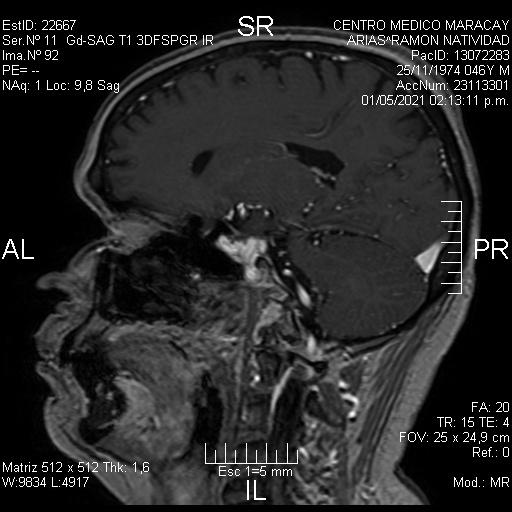 EstID: 22667
Ser.Nº 11 Gd-SAG T1 3DFSPGR IR
Ima.Nº 92
PE= --
NAq: 1 Loc: 9,8 Sag
SR
CENTRO MEDICO MARACAY
ARIAS^RAMON NATIVIDAD
PacID: 13072283
25/11/1974 046Y M
AccNum: 23113301
01/05/2021 02:13:11 p.m.
AL
PR
FA: 20
TR: 15 TE: 4
FOV: 25 x 24,9 cm
Ref.: 0
Matriz 512 x 512 Thk: 1,6
W:9834 L:4917
Esc 1=5 mm
IL
Mod.: MR